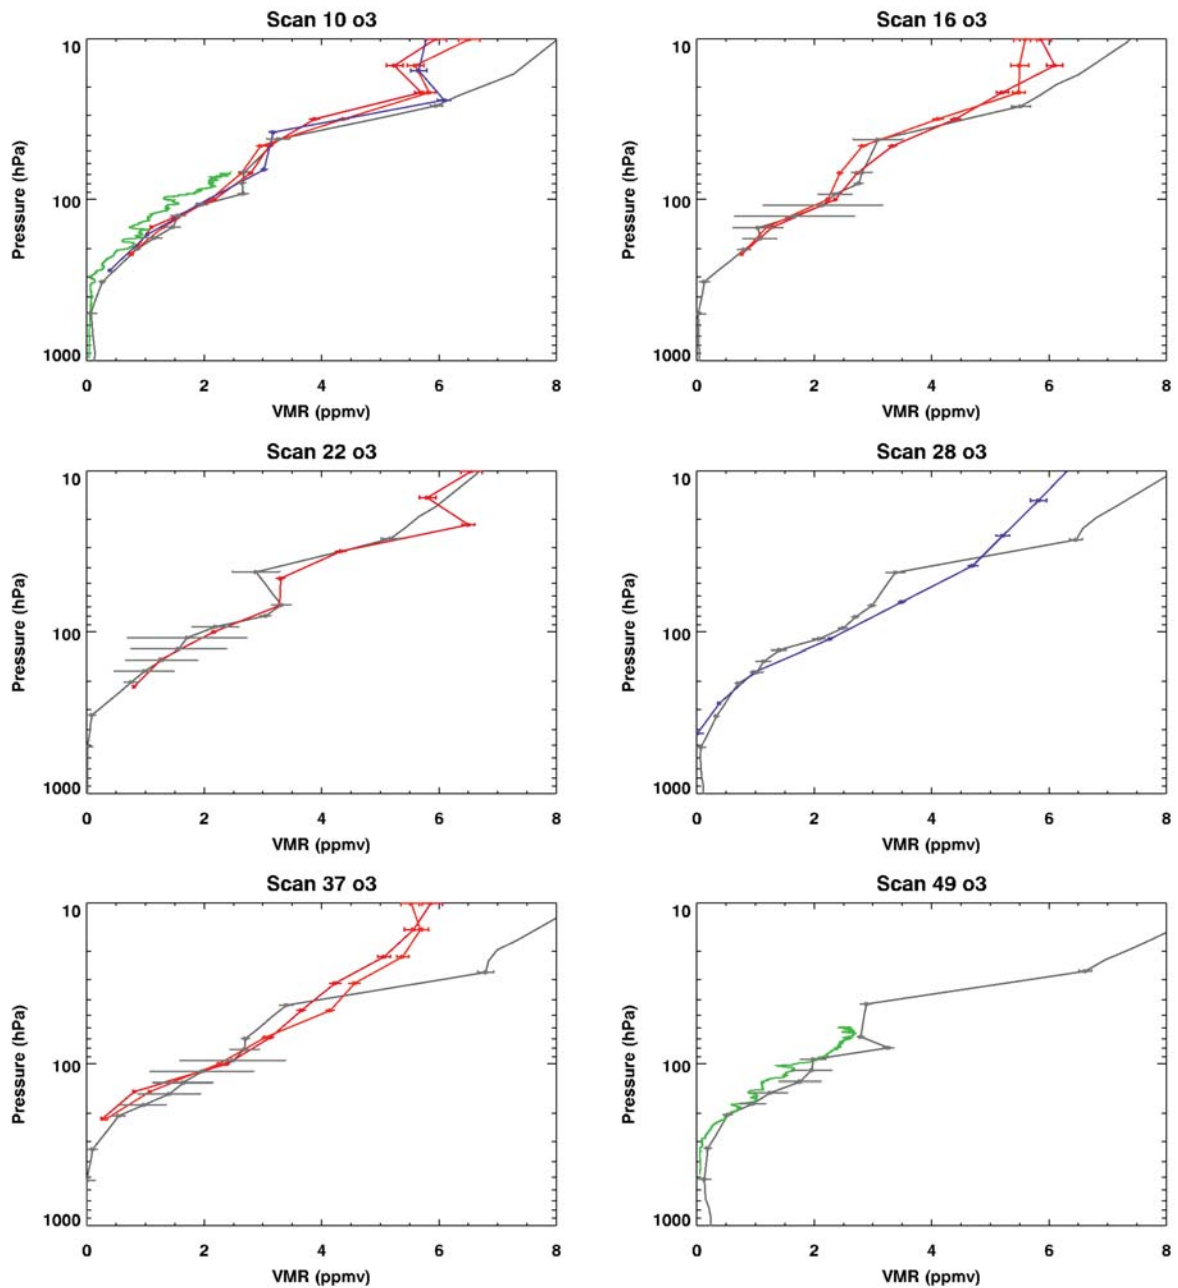 Scan 10 o3
10
100
1000
Pressure (hPa)
0 2 4 6 8
VMR (ppmv)
Scan 16 o3
10
100
1000
Pressure (hPa)
0 2 4 6 8
VMR (ppmv)
Scan 22 o3
10
100
1000
Pressure (hPa)
0 2 4 6 8
VMR (ppmv)
Scan 28 o3
10
100
1000
Pressure (hPa)
0 2 4 6 8
VMR (ppmv)
Scan 37 o3
10
100
1000
Pressure (hPa)
0 2 4 6 8
VMR (ppmv)
Scan 49 o3
10
100
1000
Pressure (hPa)
0 2 4 6 8
VMR (ppmv)